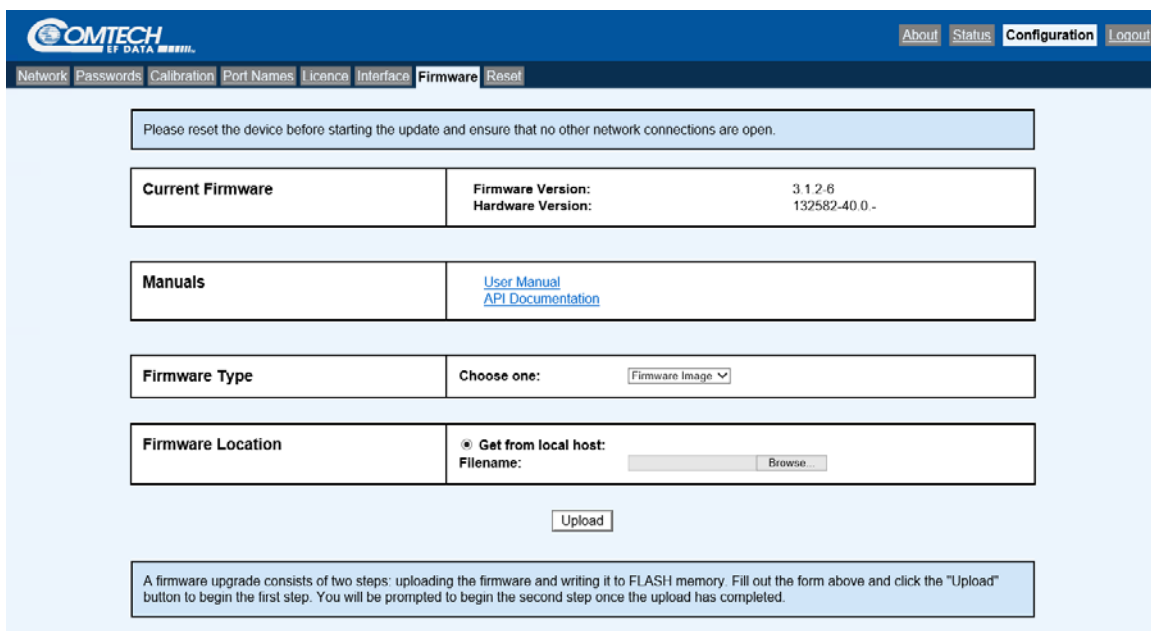 COMTECH
EF DATA
About Status Configuration Logout
Network Passwords Calibration Port Names Licence Interface Firmware Reset
Please reset the device before starting the update and ensure that no other network connections are open.
Current Firmware Firmware Version: 3.1.2-6
Hardware Version: 132582-40.0.-
Manuals User Manual
API Documentation
Firmware Type Choose one: Firmware Image
Firmware Location Get from local host:
Filename: Browse...
Upload
A firmware upgrade consists of two steps: uploading the firmware and writing it to FLASH memory. Fill out the form above and click the "Upload"
button to begin the first step. You will be prompted to begin the second step once the upload has completed.